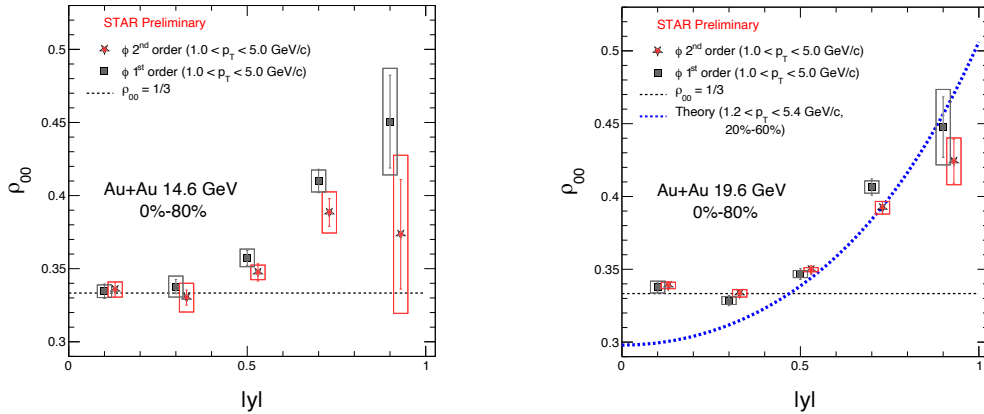 STAR Preliminary
ϕ 2nd order (1.0 < pT < 5.0 GeV/c)
ϕ 1st order (1.0 < pT < 5.0 GeV/c)
ρ00 = 1/3
0.5
0.45
0.4
0.35
0.3
ρ00
Au+Au 14.6 GeV
0%-80%
0 0.5 1
|y|
STAR Preliminary
ϕ 2nd order (1.0 < pT < 5.0 GeV/c)
ϕ 1st order (1.0 < pT < 5.0 GeV/c)
ρ00 = 1/3
Theory (1.2 < pT < 5.4 GeV/c,
20%-60%)
0.5
0.45
0.4
0.35
0.3
ρ00
Au+Au 19.6 GeV
0%-80%
0 0.5 1
|y|